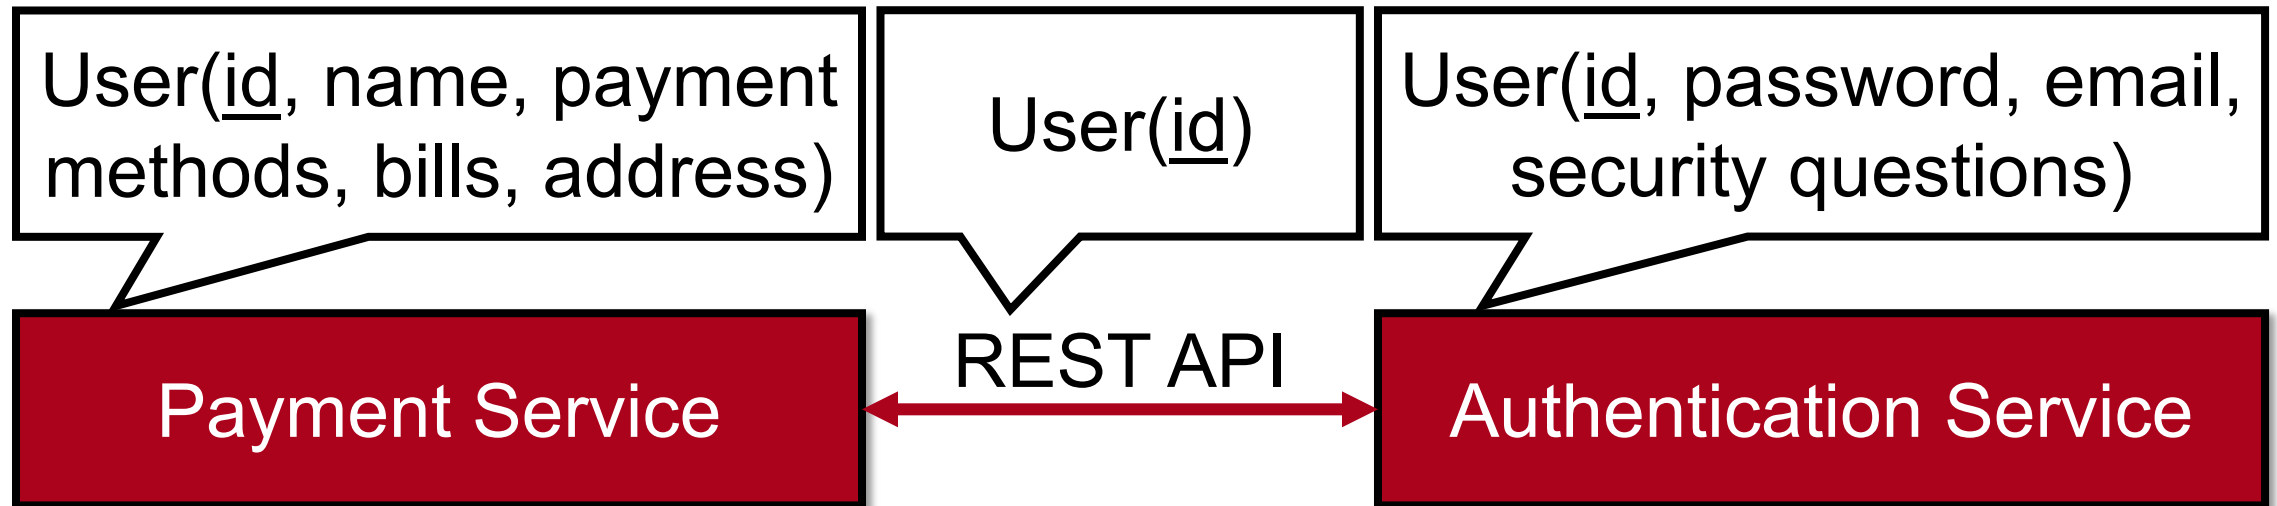 User(id, name, payment
methods, bills, address)
User(id)
User(id, password, email,
security questions)
REST API
Payment Service
Authentication Service